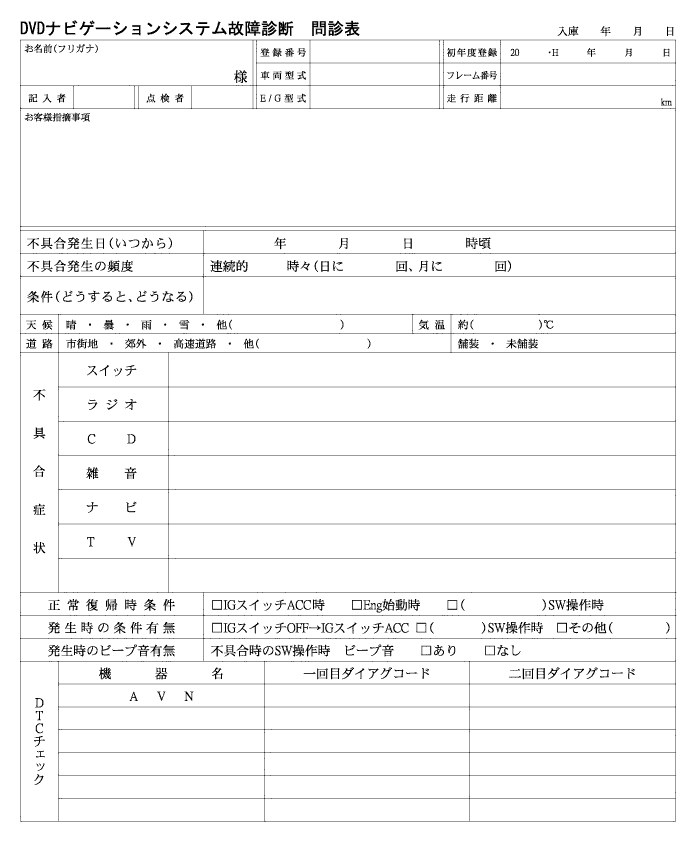 DVDナビゲーションシステム故障診断 問診表
入庫 年 月 日
お名前(フリガナ) 様
登録番号
初年度登録 20 ・H 年 月 日
車両型式
フレーム番号
記入者 点検者
E/G型式
走行距離 km
お客様指摘事項
不具合発生日(いつから) 年 月 日 時頃
不具合発生の頻度 連続的 時々(日に 回、月に 回)
条件(どうすると、どうなる)
天候 晴 ・ 曇 ・ 雨 ・ 雪 ・ 他( ) 気温 約( )℃
道路 市街地 ・ 郊外 ・ 高速道路 ・ 他( ) 舗装 ・ 未舗装
不具合症状
スイッチ
ラジオ
CD
雑音
ナビ
TV
正常復帰時条件 □IGスイッチACC時 □Eng始動時 □( )SW操作時
発生時の条件有無 □IGスイッチOFF→IGスイッチACC □( )SW操作時 □その他( )
発生時のビープ音有無 不具合時のSW操作時 ビープ音 □あり □なし
DTCチェック
機器名 一回目ダイアグコード 二回目ダイアグコード
AVN